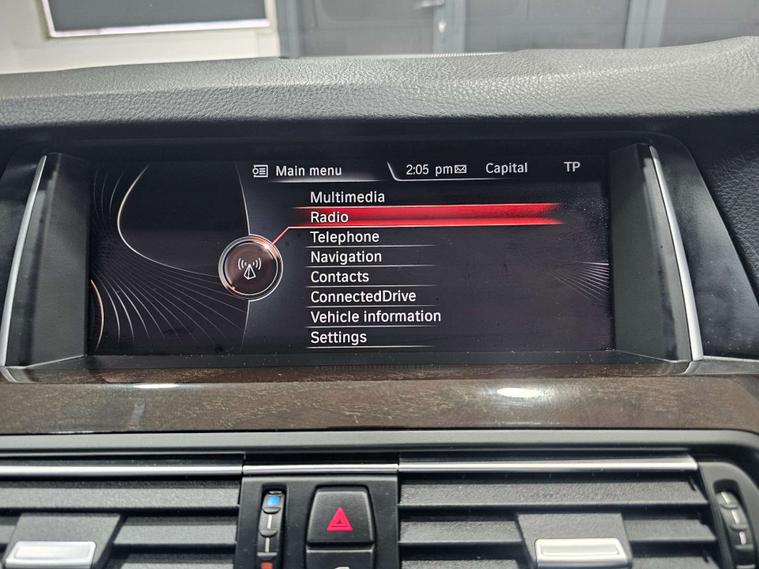 Main menu 2:05 pm Capital TP
Multimedia
Radio
Telephone
Navigation
Contacts
ConnectedDrive
Vehicle information
Settings